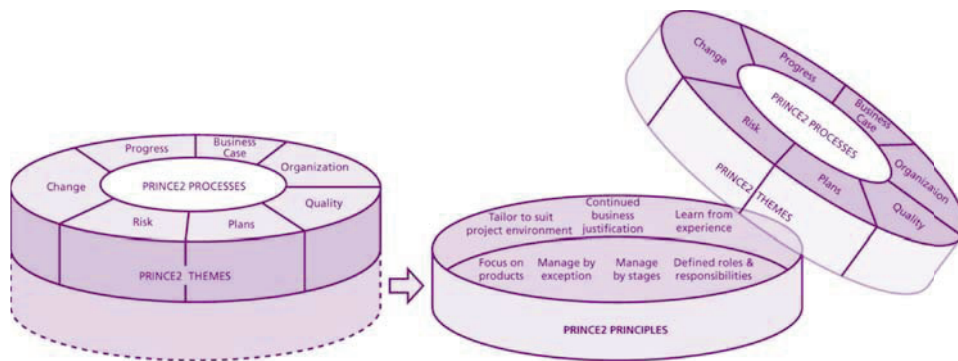 Progress
Business
Case
Organization
Change
PRINCE2 PROCESSES
Quality
Risk
Plans
PRINCE2 THEMES
Tailor to suit
project environment
Continued
business
justification
Learn from
experience
Focus on
products
Manage by
exception
Manage
by stages
Defined roles &
responsibilities
PRINCE2 PRINCIPLES
Change
Progress
Business
Case
Organization
PRINCE2 PROCESSES
Risk
Plans
Quality
PRINCE2 THEMES